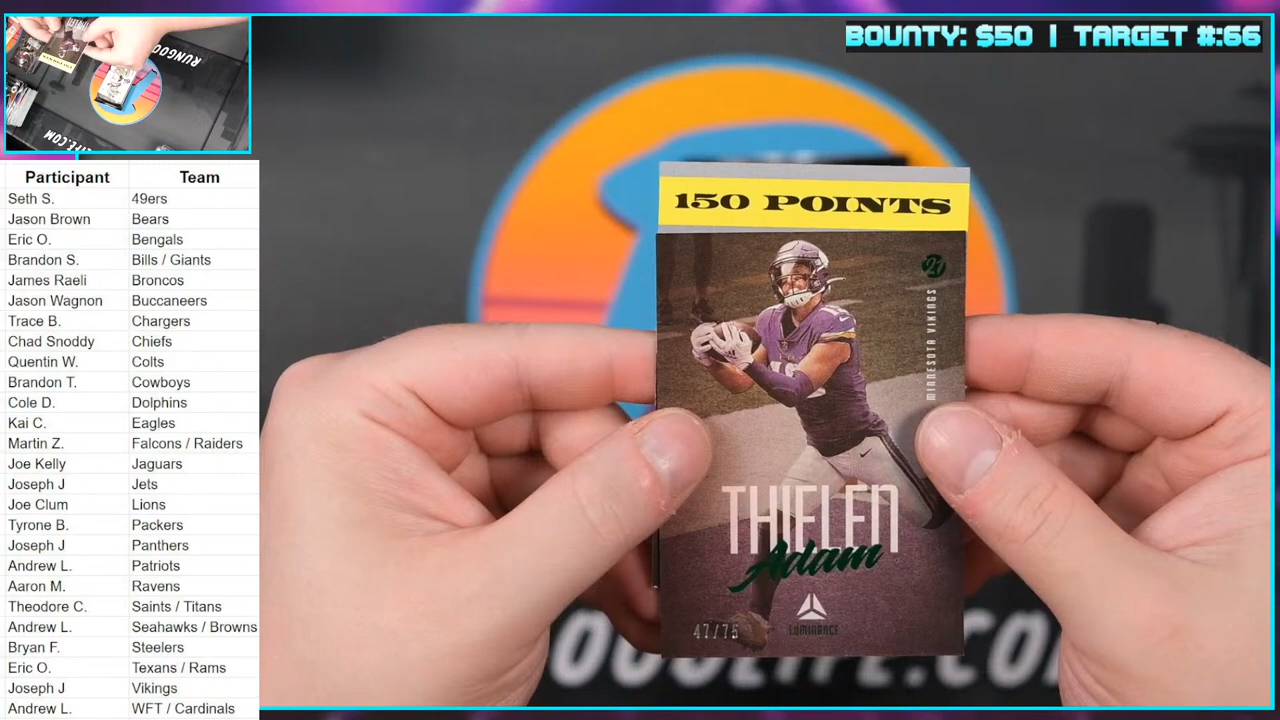 BOUNTY: $50 | TARGET #:66
RUNGOO
LIFE.COM
Participant Team
Seth S. 49ers
Jason Brown Bears
Eric O. Bengals
Brandon S. Bills / Giants
James Raeli Broncos
Jason Wagnon Buccaneers
Trace B. Chargers
Chad Snoddy Chiefs
Quentin W. Colts
Brandon T. Cowboys
Cole D. Dolphins
Kai C. Eagles
Martin Z. Falcons / Raiders
Joe Kelly Jaguars
Joseph J Jets
Joe Clum Lions
Tyrone B. Packers
Joseph J Panthers
Andrew L. Patriots
Aaron M. Ravens
Theodore C. Saints / Titans
Andrew L. Seahawks / Browns
Bryan F. Steelers
Eric O. Texans / Rams
Joseph J Vikings
Andrew L. WFT / Cardinals
150 POINTS
MINNESOTA VIKINGS
THIELEN
Adam
47/75
LUMINANCE